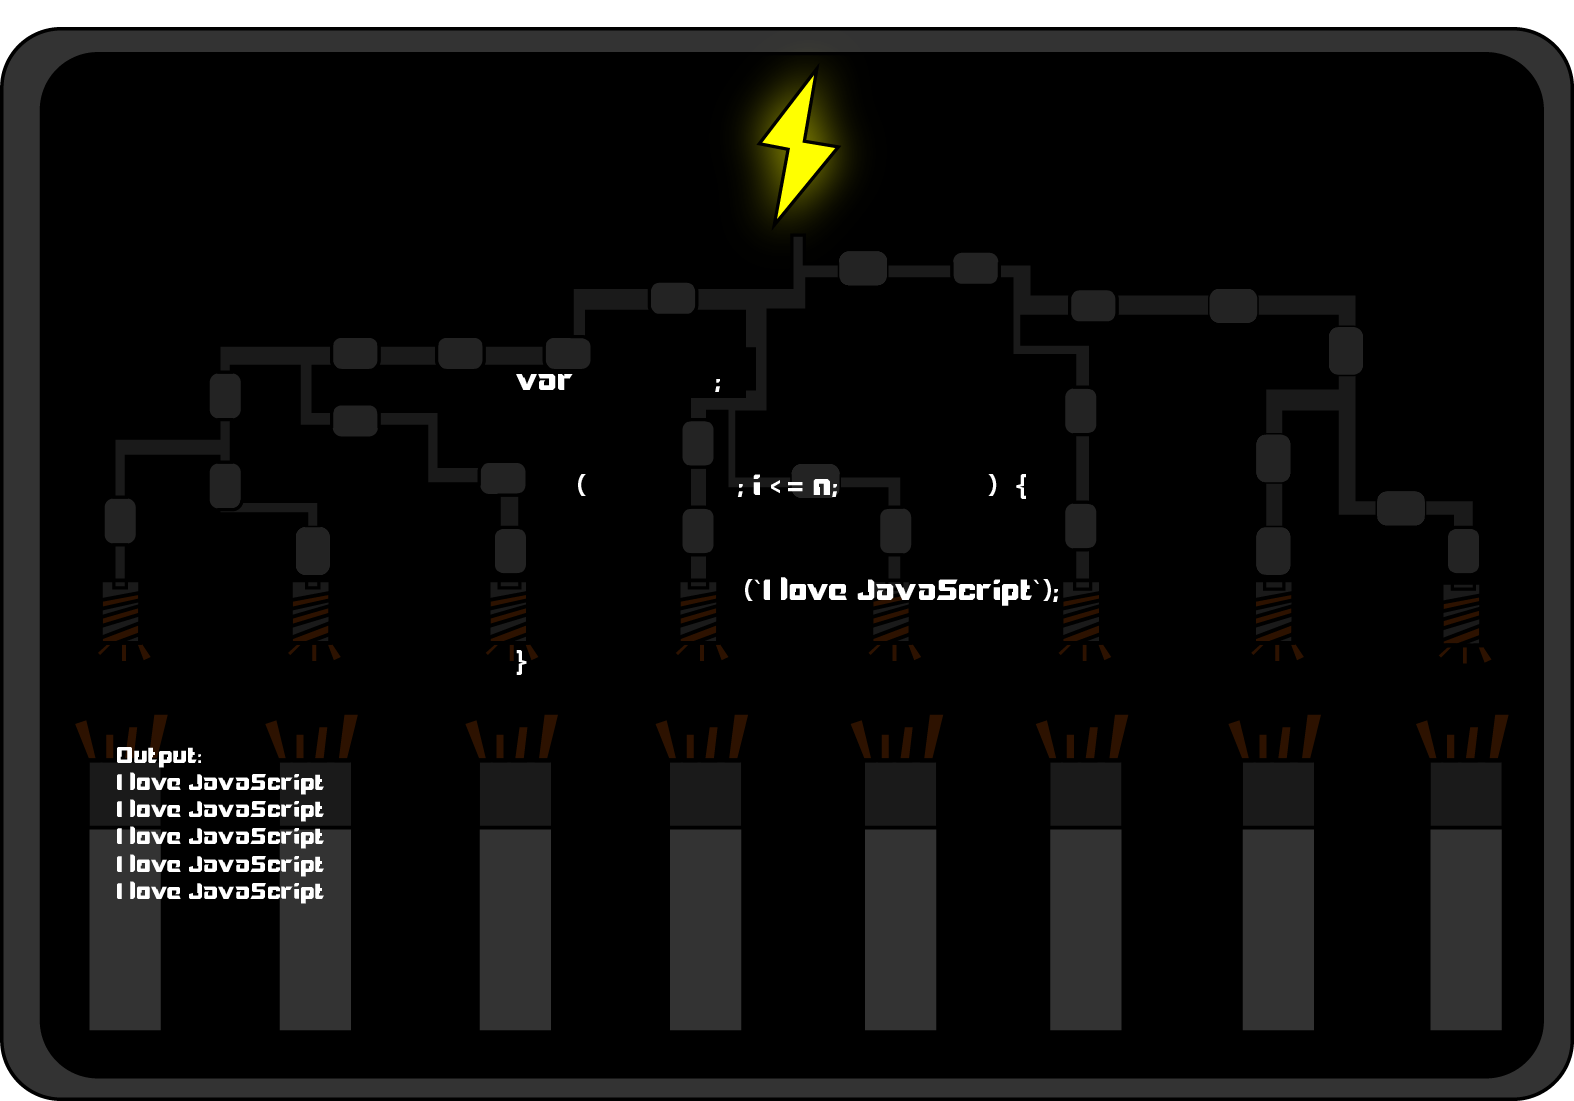 var ;
( ; i <= n; ) {
(`I love JavaScript`);
}
Output:
I love JavaScript
I love JavaScript
I love JavaScript
I love JavaScript
I love JavaScript